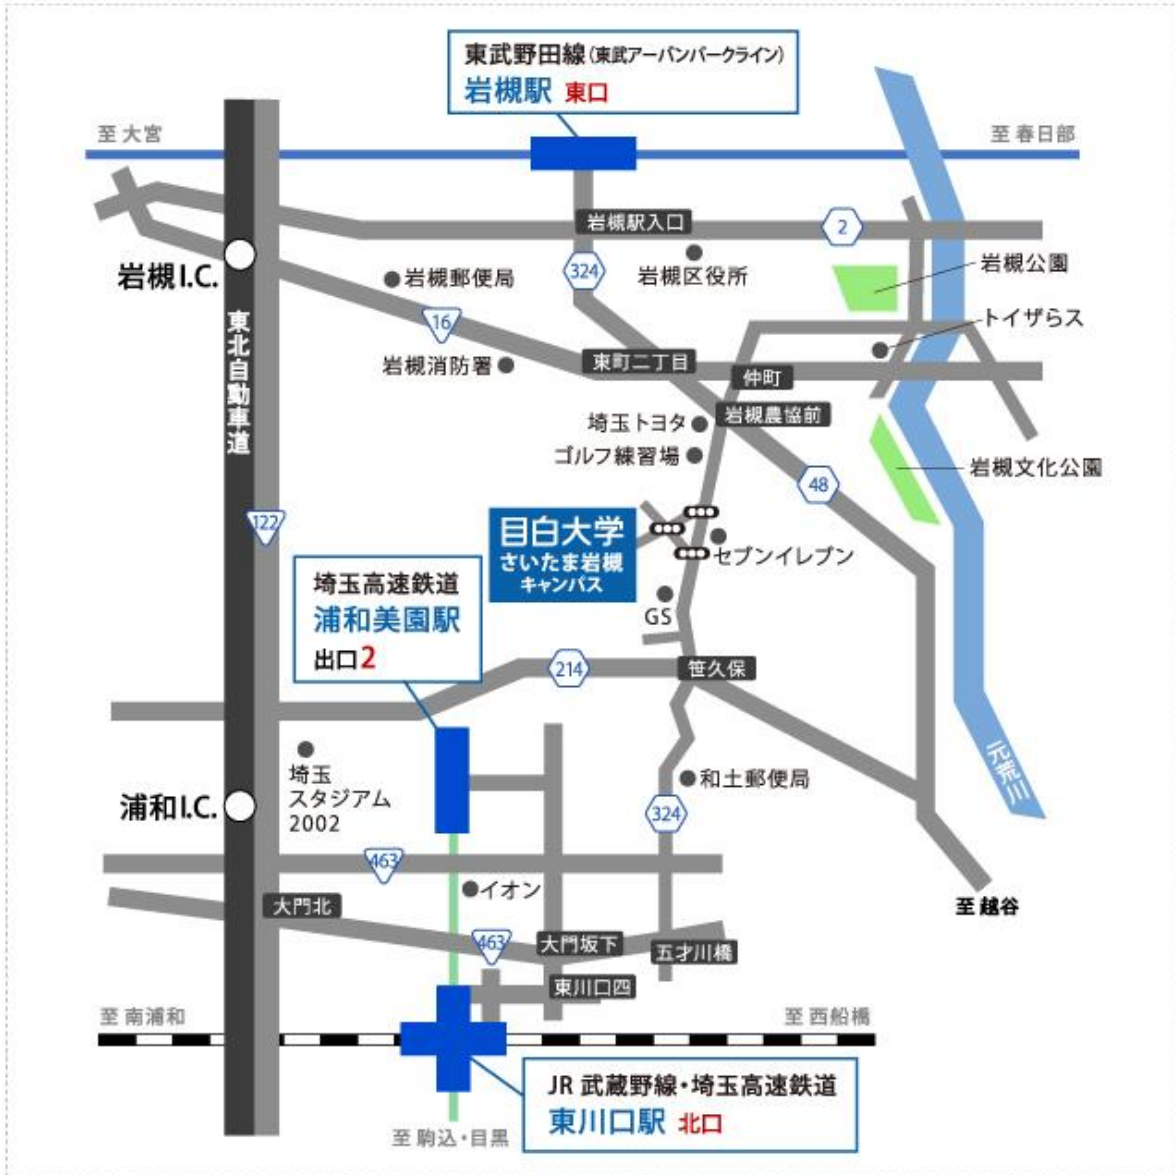 東武野田線(東武アーバンパークライン)
岩槻駅 東口
至 大宮
至 春日部
岩槻駅入口
2
岩槻I.C.
岩槻郵便局
324
岩槻区役所
岩槻公園
16
トイザらス
東北自動車道
岩槻消防署
東町二丁目
仲町
埼玉トヨタ
岩槻農協前
ゴルフ練習場
岩槻文化公園
48
122
目白大学
さいたま岩槻
キャンパス
セブンイレブン
埼玉高速鉄道
浦和美園駅
出口2
GS
214
笹久保
埼玉
スタジアム
2002
和土郵便局
元荒川
浦和I.C.
324
463
イオン
大門北
至 越谷
463
大門坂下
五才川橋
東川口四
至 南浦和
至 西船橋
JR 武蔵野線・埼玉高速鉄道
東川口駅 北口
至 駒込・目黒